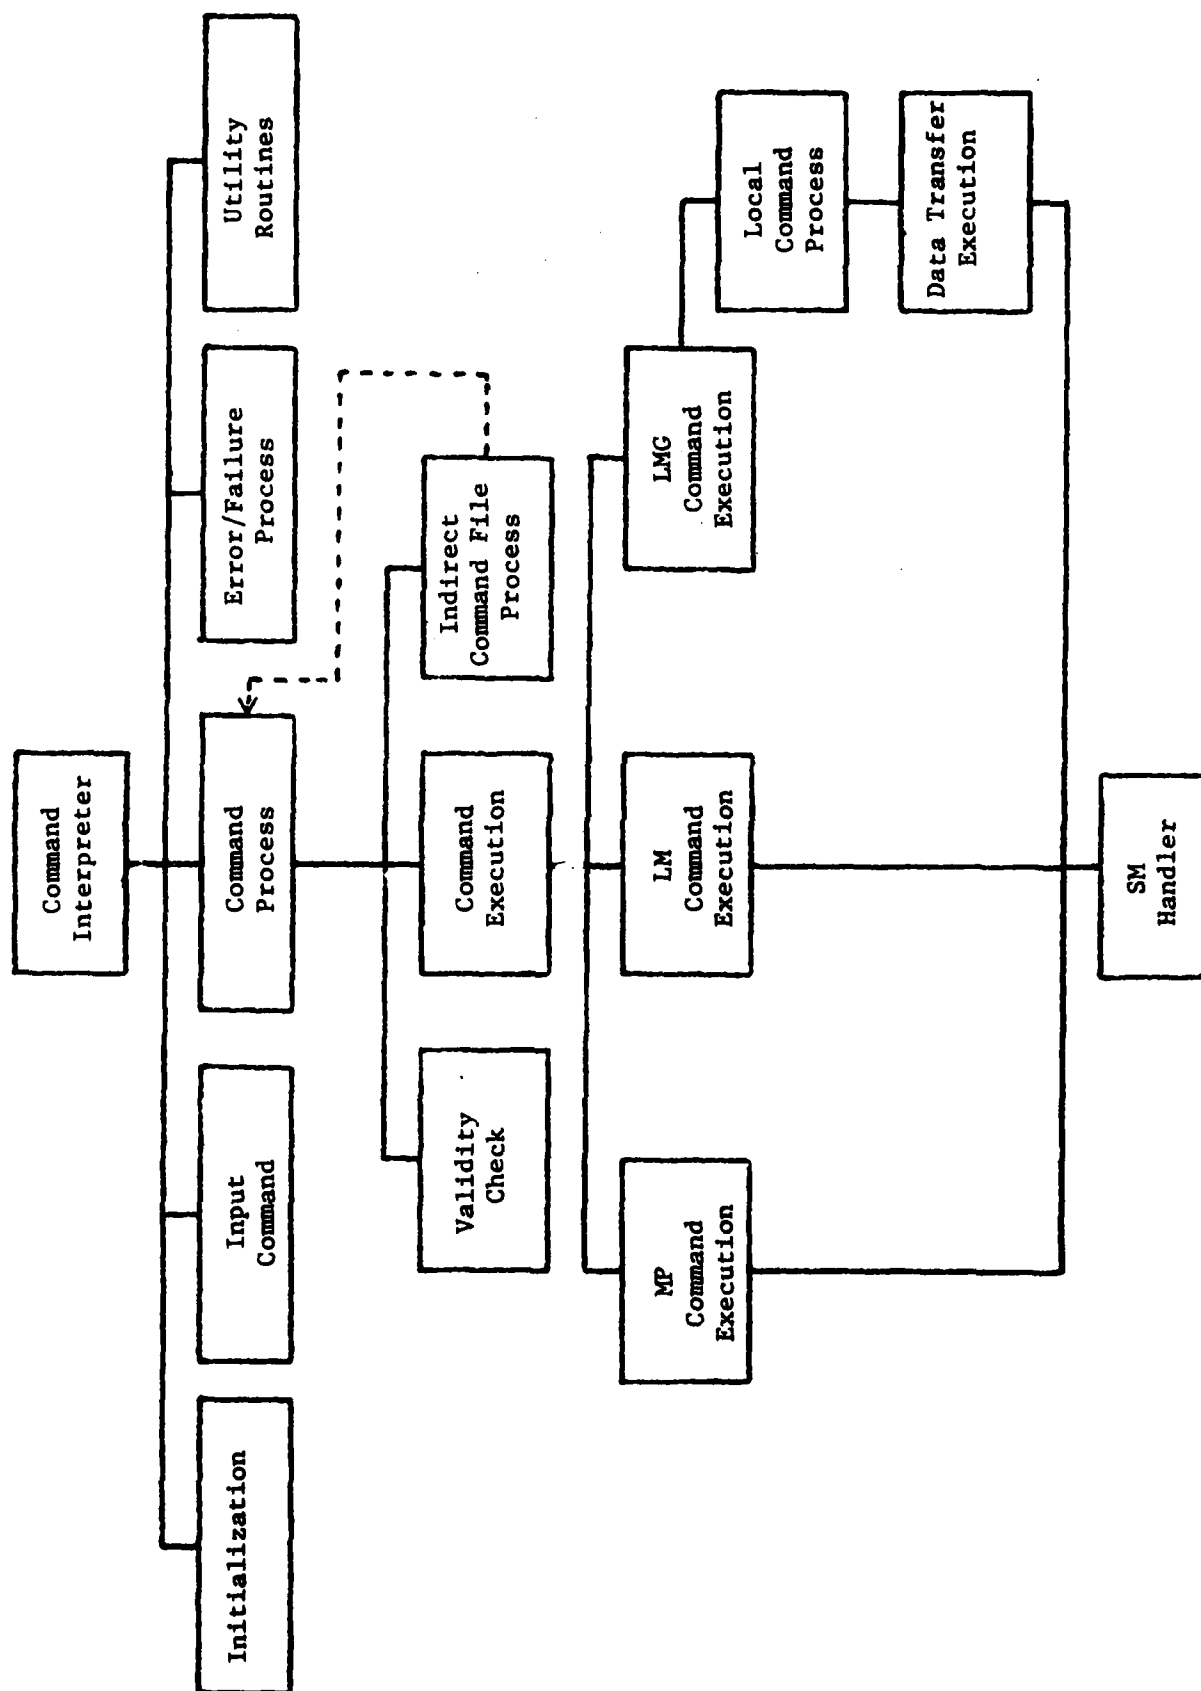 Command
Interpreter
Initialization
Input
Command
Command
Process
Error/Failure
Process
Utility
Routines
Validity
Check
Command
Execution
Indirect
Command File
Process
MP
Command
Execution
LM
Command
Execution
LMG
Command
Execution
Local
Command
Process
Data Transfer
Execution
SM
Handler